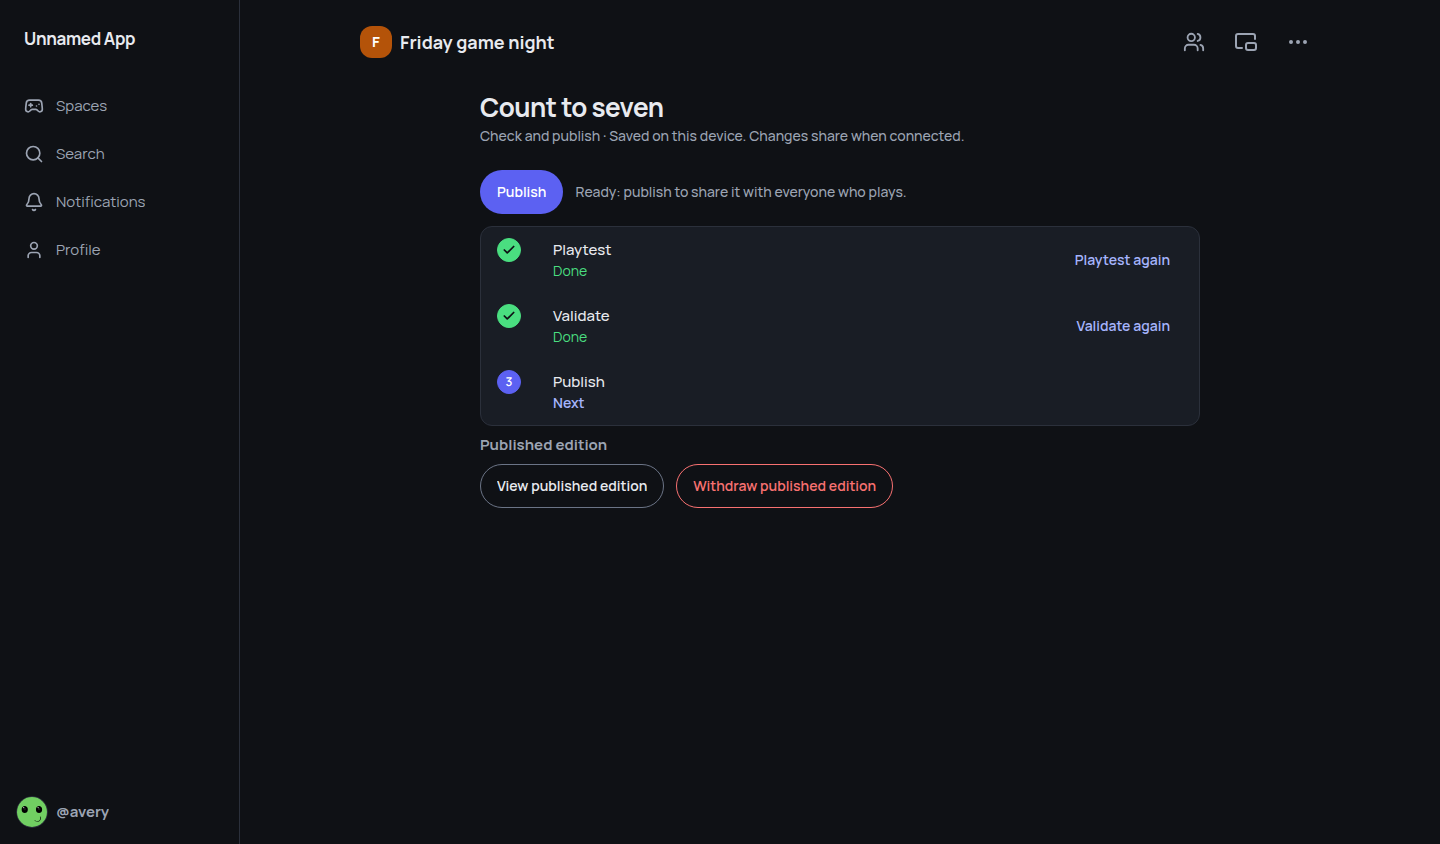 Unnamed App
Spaces
Search
Notifications
Profile
@avery
F Friday game night
Count to seven
Check and publish · Saved on this device. Changes share when connected.
Publish Ready: publish to share it with everyone who plays.
Playtest
Done
Playtest again
Validate
Done
Validate again
3 Publish
Next
Published edition
View published edition Withdraw published edition